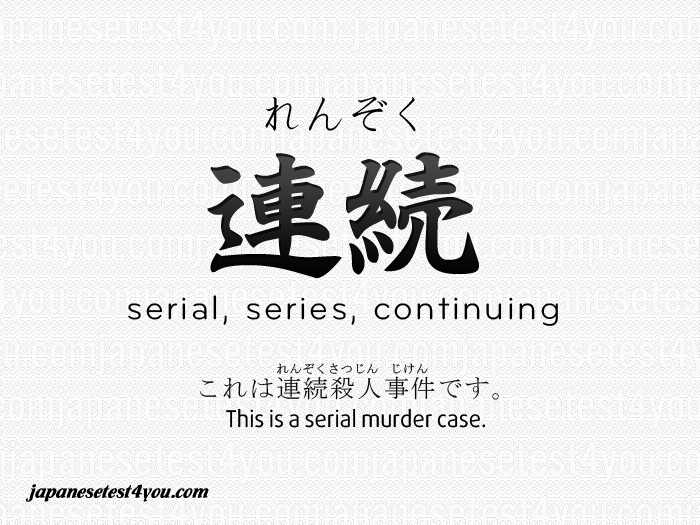 れんぞく
連続
serial, series, continuing
れんぞくさつじん じけん
これは連続殺人事件です。
This is a serial murder case.
japanesetest4you.com